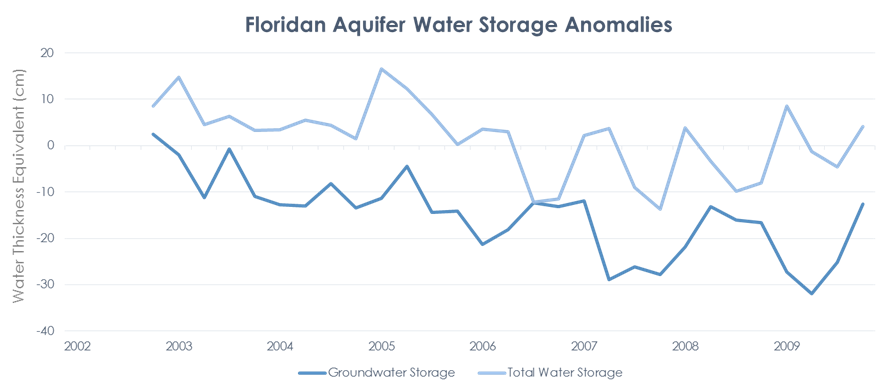 Floridan Aquifer Water Storage Anomalies
Water Thickness Equivalent (cm)
20
10
0
-10
-20
-30
-40
2002 2003 2004 2005 2006 2007 2008 2009
Groundwater Storage Total Water Storage